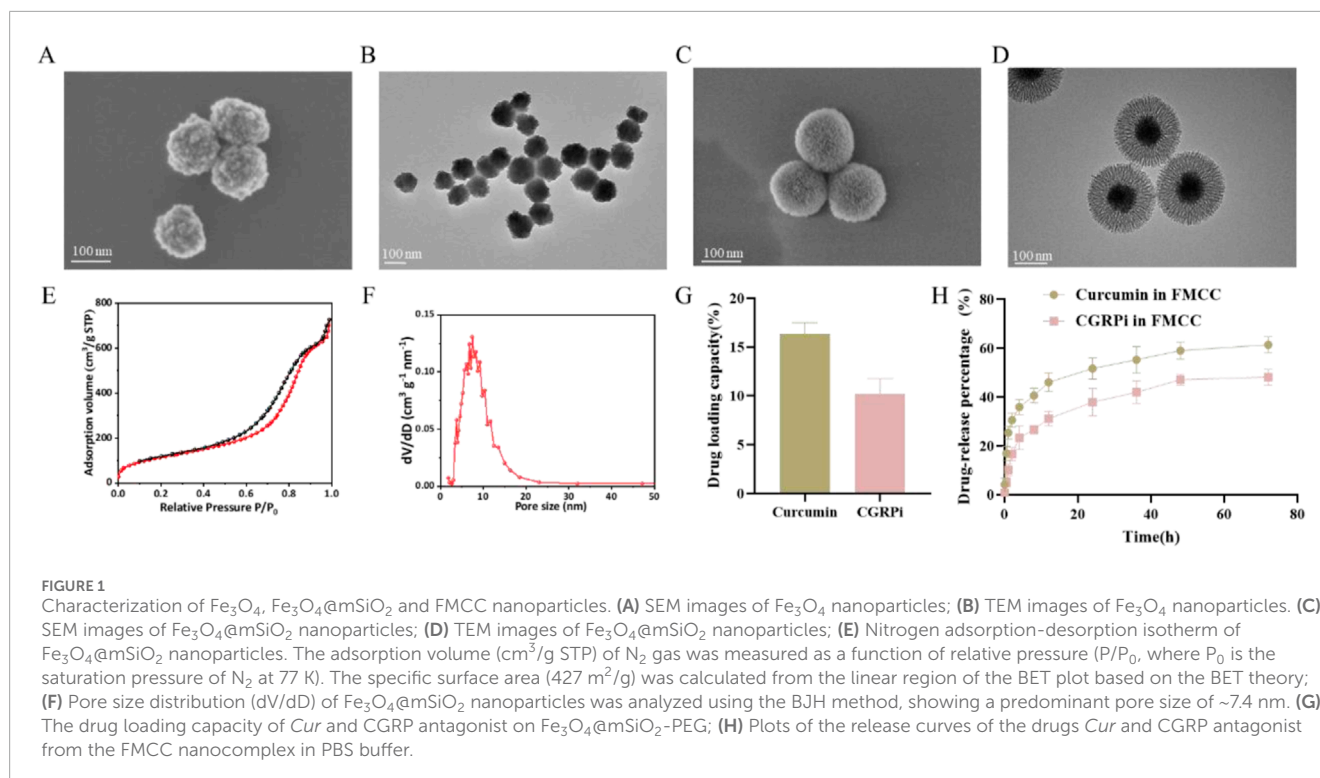 A
B
C
D
100 nm
100 nm
100 nm
100 nm
E
F
G
H
Adsorption volume (cm³/g STP)
800
600
400
200
0
0.0 0.2 0.4 0.6 0.8 1.0
Relative Pressure P/P₀
dV/dD (cm³ g⁻¹ nm⁻¹)
0.15
0.10
0.05
0.00
0 10 20 30 40 50
Pore size (nm)
Drug loading capacity(%)
20
15
10
5
0
Curcumin CGRPi
Drug-release percentage (%)
80
60
40
20
0
Curcumin in FMCC
CGRPi in FMCC
0 20 40 60 80
Time(h)
FIGURE 1
Characterization of Fe₃O₄, Fe₃O₄@mSiO₂ and FMCC nanoparticles. (A) SEM images of Fe₃O₄ nanoparticles; (B) TEM images of Fe₃O₄ nanoparticles. (C)
SEM images of Fe₃O₄@mSiO₂ nanoparticles; (D) TEM images of Fe₃O₄@mSiO₂ nanoparticles; (E) Nitrogen adsorption-desorption isotherm of
Fe₃O₄@mSiO₂ nanoparticles. The adsorption volume (cm³/g STP) of N₂ gas was measured as a function of relative pressure (P/P₀, where P₀ is the
saturation pressure of N₂ at 77 K). The specific surface area (427 m²/g) was calculated from the linear region of the BET plot based on the BET theory;
(F) Pore size distribution (dV/dD) of Fe₃O₄@mSiO₂ nanoparticles was analyzed using the BJH method, showing a predominant pore size of ~7.4 nm. (G)
The drug loading capacity of Cur and CGRP antagonist on Fe₃O₄@mSiO₂-PEG; (H) Plots of the release curves of the drugs Cur and CGRP antagonist
from the FMCC nanocomplex in PBS buffer.